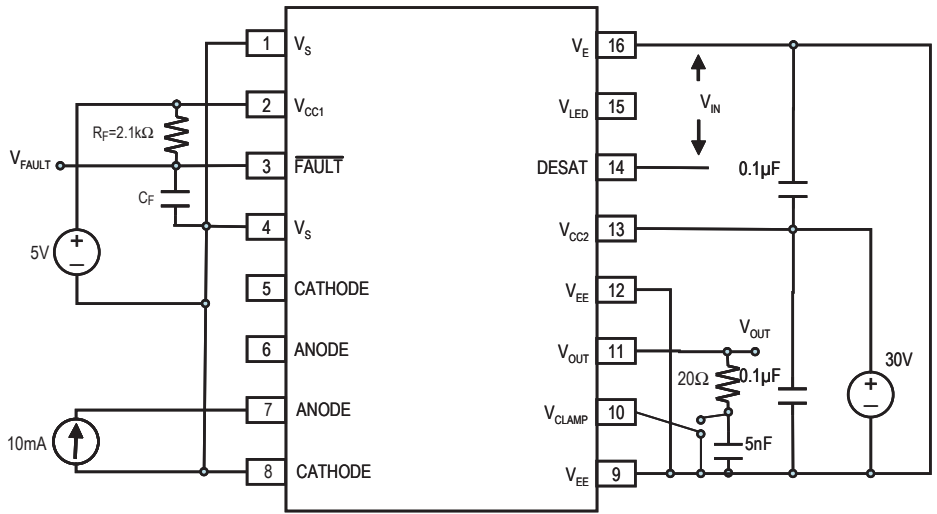 1 V_S
2 V_CC1
3 FAULT
4 V_S
5 CATHODE
6 ANODE
7 ANODE
8 CATHODE
R_F=2.1kΩ
V_FAULT
C_F
5V
+
−
10mA
V_E 16
V_LED 15
DESAT 14
V_CC2 13
V_EE 12
V_OUT 11
V_CLAMP 10
V_EE 9
V_IN
0.1µF
V_OUT
20Ω
0.1µF
5nF
30V
+
−